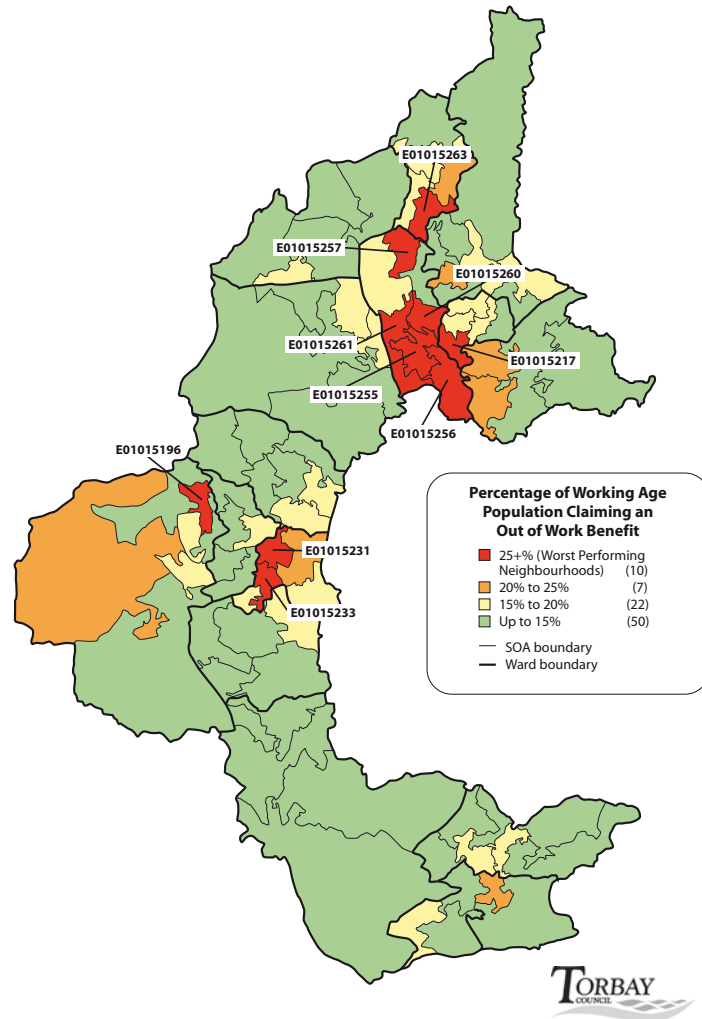 E01015263
E01015257
E01015260
E01015261
E01015217
E01015255
E01015256
E01015196
E01015231
E01015233
Percentage of Working Age
Population Claiming an
Out of Work Benefit
25+% (Worst Performing
Neighbourhoods) (10)
20% to 25% (7)
15% to 20% (22)
Up to 15% (50)
SOA boundary
Ward boundary
TORBAY
COUNCIL